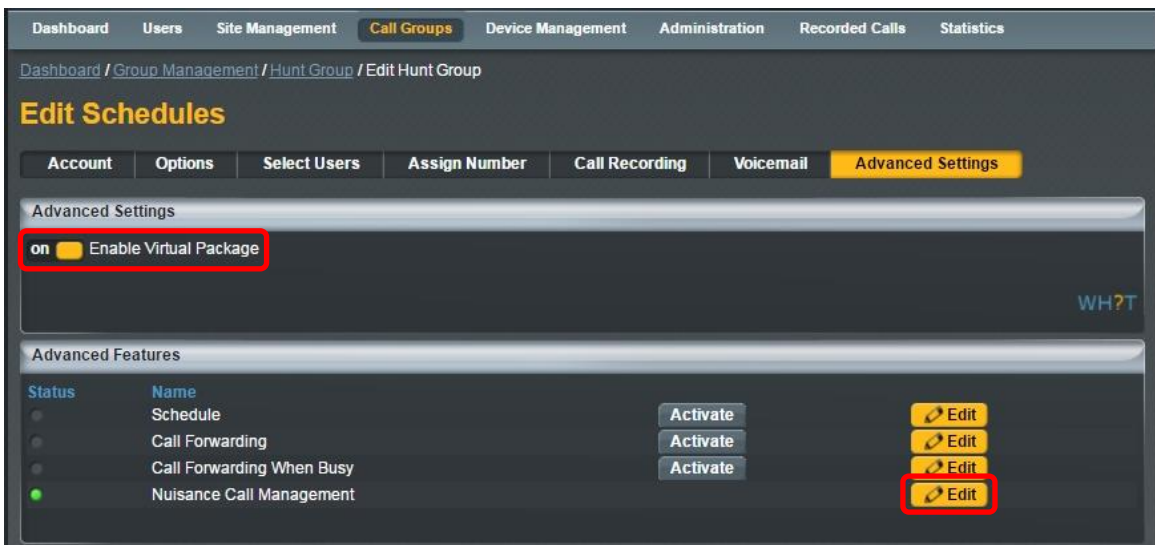 Dashboard Users Site Management Call Groups Device Management Administration Recorded Calls Statistics
Dashboard / Group Management / Hunt Group / Edit Hunt Group
Edit Schedules
Account Options Select Users Assign Number Call Recording Voicemail Advanced Settings
Advanced Settings
on Enable Virtual Package
WH?T
Advanced Features
Status Name
Schedule Activate Edit
Call Forwarding Activate Edit
Call Forwarding When Busy Activate Edit
Nuisance Call Management Edit